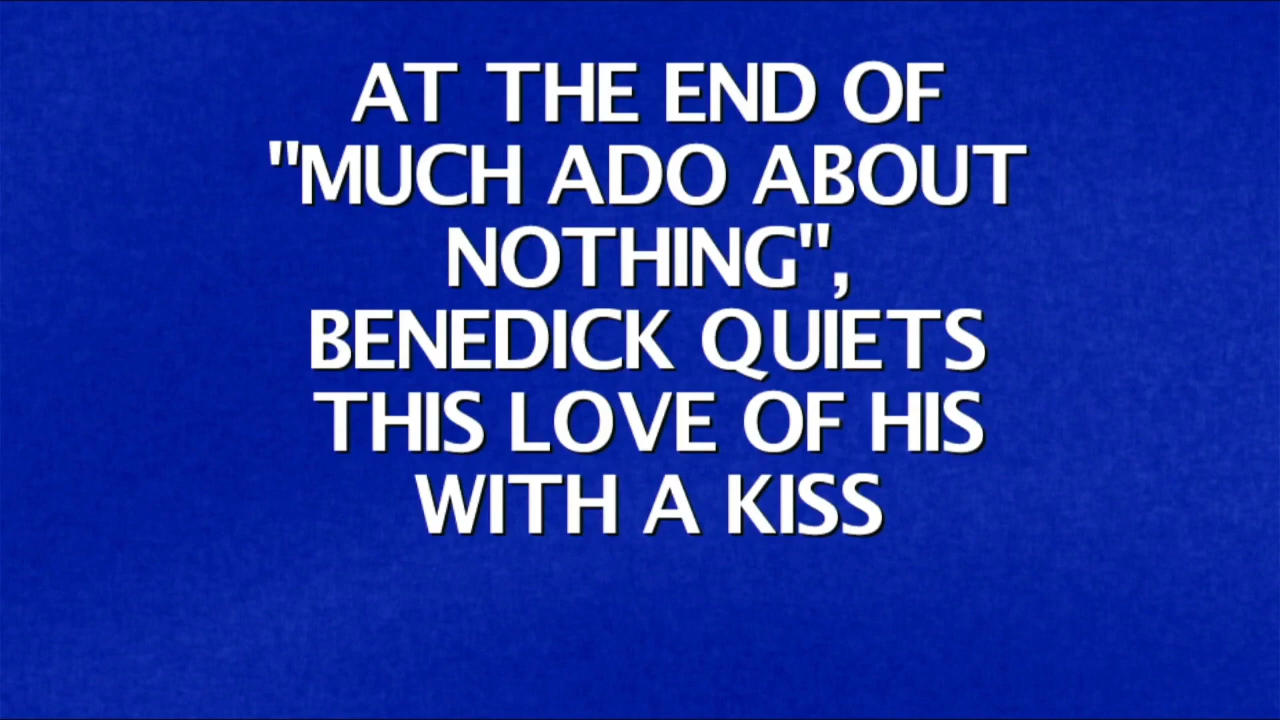 AT THE END OF
"MUCH ADO ABOUT
NOTHING",
BENEDICK QUIETS
THIS LOVE OF HIS
WITH A KISS